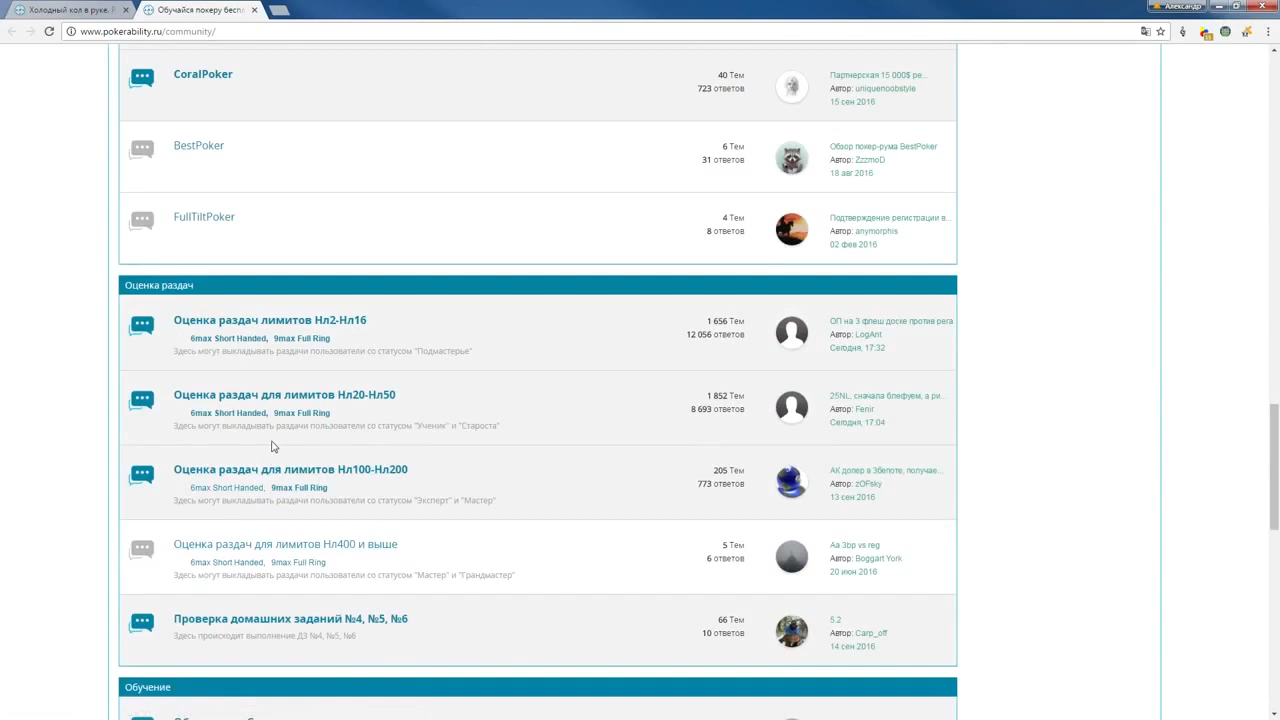 Холодный кол в руке. F
Обучайся покеру беспл
Александр
www.pokerability.ru/community/
CoralPoker
40 Тем
723 ответов
Партнерская 15 000$ ре...
Автор: uniquenoobstyle
15 сен 2016
BestPoker
6 Тем
31 ответов
Обзор покер-рума BestPoker
Автор: ZzzmoD
18 авг 2016
FullTiltPoker
4 Тем
8 ответов
Подтверждение регистрации в...
Автор: anymorphis
02 фев 2016
Оценка раздач
Оценка раздач лимитов Нл2-Нл16
6max Short Handed, 9max Full Ring
Здесь могут выкладывать раздачи пользователи со статусом "Подмастерье"
1 656 Тем
12 056 ответов
ОП на 3 флеш доске против рега
Автор: LogAnt
Сегодня, 17:32
Оценка раздач для лимитов Нл20-Нл50
6max Short Handed, 9max Full Ring
Здесь могут выкладывать раздачи пользователи со статусом "Ученик" и "Староста"
1 852 Тем
8 693 ответов
25NL, сначала блефуем, а ри...
Автор: Fenir
Сегодня, 17:04
Оценка раздач для лимитов Нл100-Нл200
6max Short Handed, 9max Full Ring
Здесь могут выкладывать раздачи пользователи со статусом "Эксперт" и "Мастер"
205 Тем
773 ответов
АК допер в 3бепоте, получае...
Автор: zOFsky
13 сен 2016
Оценка раздач для лимитов Нл400 и выше
6max Short Handed, 9max Full Ring
Здесь могут выкладывать раздачи пользователи со статусом "Мастер" и "Грандмастер"
5 Тем
6 ответов
Aa 3bp vs reg
Автор: Boggart York
20 июн 2016
Проверка домашних заданий №4, №5, №6
Здесь происходит выполнение ДЗ №4, №5, №6
66 Тем
10 ответов
5.2
Автор: Carp_off
14 сен 2016
Обучение